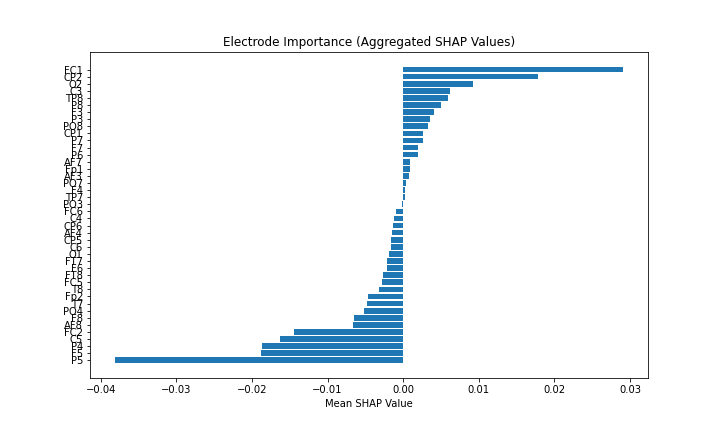 Electrode Importance (Aggregated SHAP Values)
FC1
CP2
O2
C3
TP8
P8
F3
P3
PO8
CP1
P7
F7
P6
AF7
Fp1
AF3
PO7
F4
TP7
PO3
FC6
C4
CP6
AF4
CP5
C6
O1
FT7
F6
FT8
FC5
T8
Fp2
T7
PO4
F8
AF8
FC2
C5
P4
F5
P5
−0.04 −0.03 −0.02 −0.01 0.00 0.01 0.02 0.03
Mean SHAP Value